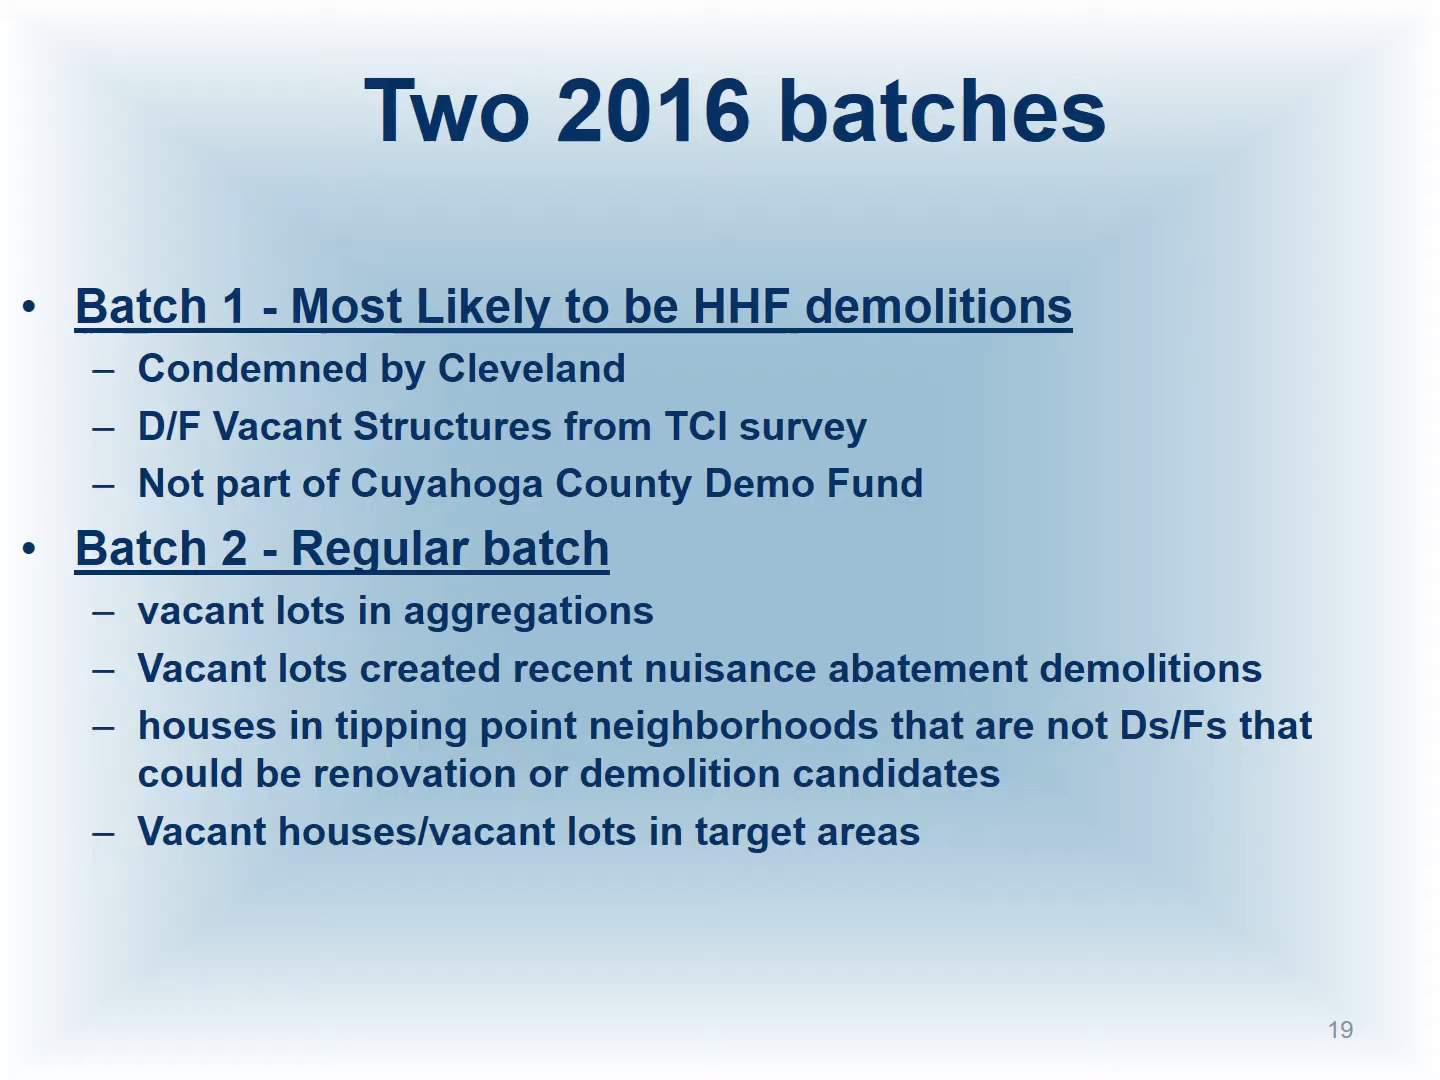 Two 2016 batches
• Batch 1 - Most Likely to be HHF demolitions
– Condemned by Cleveland
– D/F Vacant Structures from TCI survey
– Not part of Cuyahoga County Demo Fund
• Batch 2 - Regular batch
– vacant lots in aggregations
– Vacant lots created recent nuisance abatement demolitions
– houses in tipping point neighborhoods that are not Ds/Fs that
could be renovation or demolition candidates
– Vacant houses/vacant lots in target areas
19